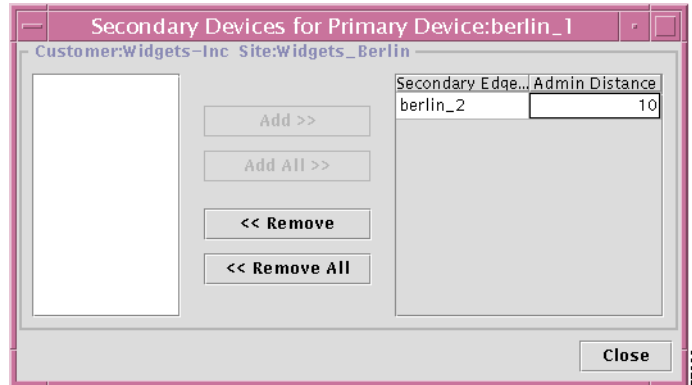 Secondary Devices for Primary Device:berlin_1
Customer:Widgets-Inc Site:Widgets_Berlin
Secondary Edge... Admin Distance
berlin_2 10
Add >>
Add All >>
<< Remove
<< Remove All
Close